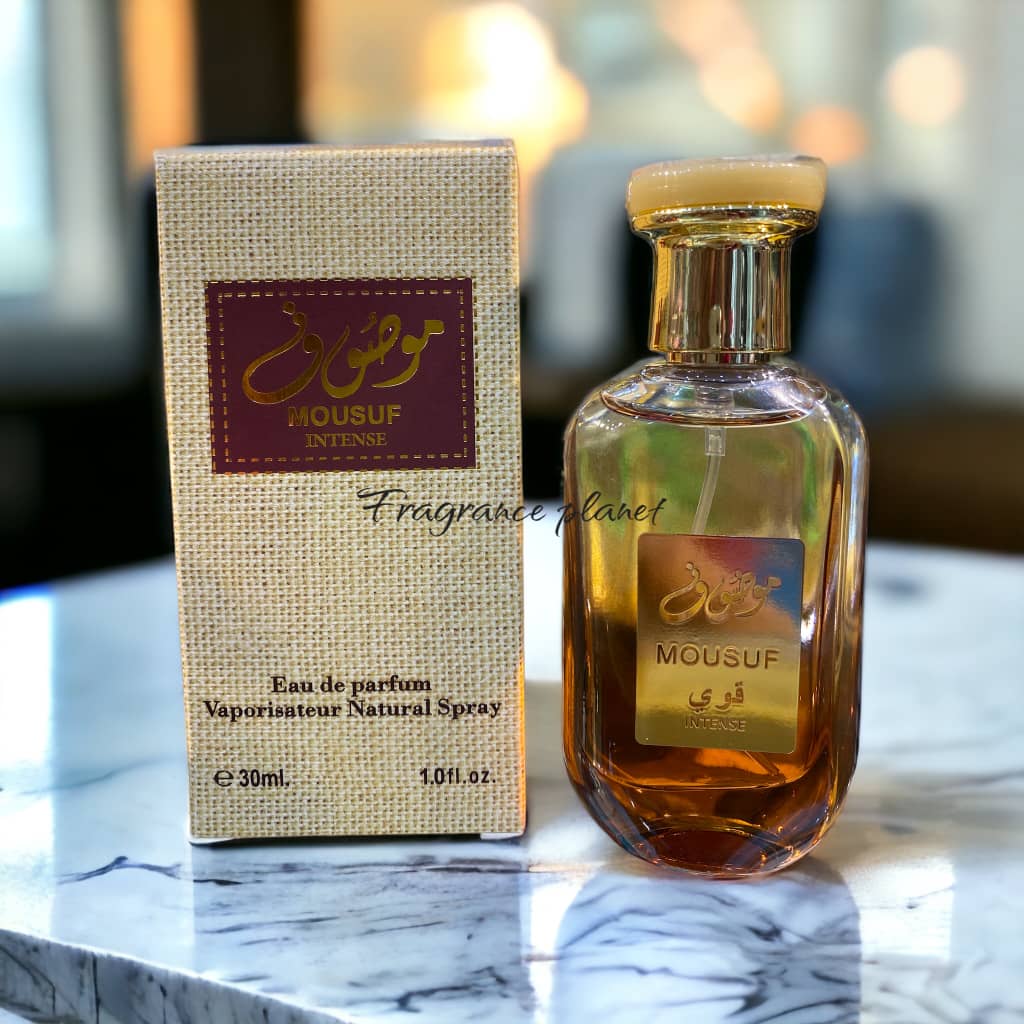 موصوف
MOUSUF
INTENSE
Fragrance planet
Eau de parfum
Vaporisateur Natural Spray
℮ 30ml. 1.0fl.oz.
موصوف
MOUSUF
قوي
INTENSE